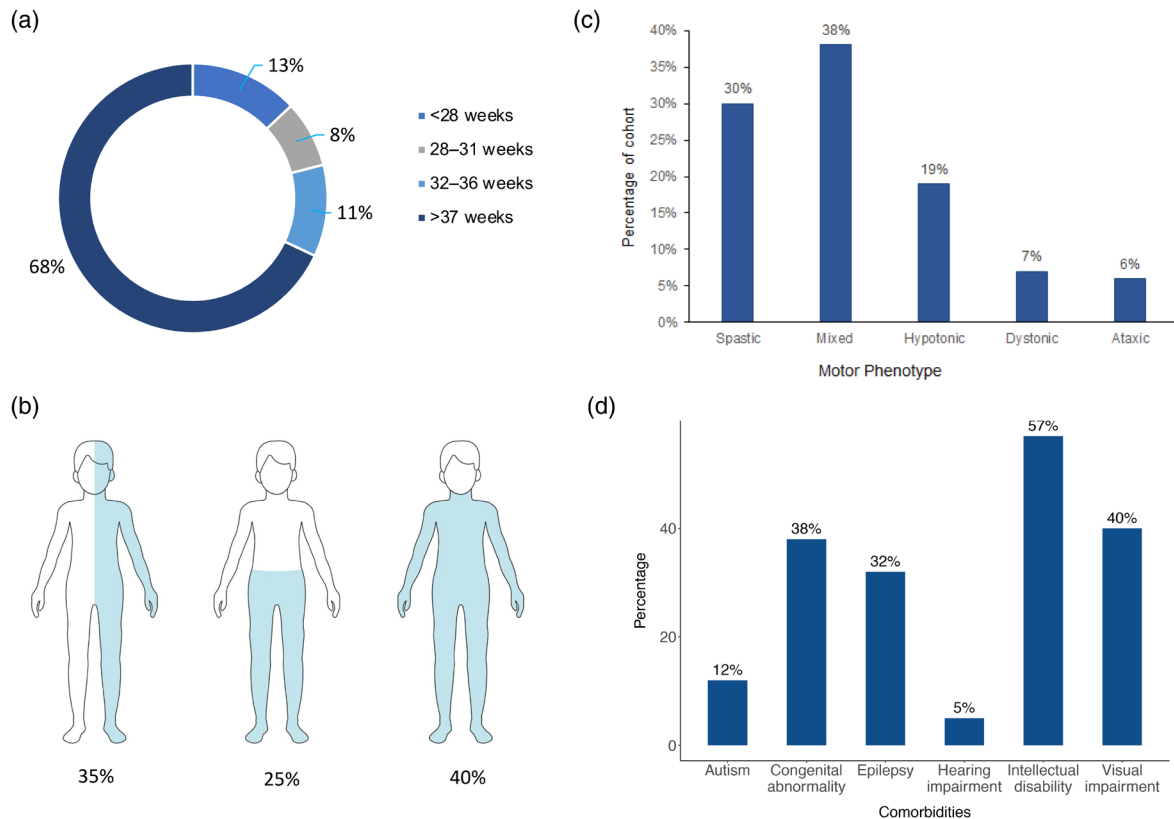 (a)
13%
8%
11%
68%
<28 weeks
28–31 weeks
32–36 weeks
>37 weeks
(b)
35%
25%
40%
(c)
Percentage of cohort
40%
35%
30%
25%
20%
15%
10%
5%
0%
30%
38%
19%
7%
6%
Spastic
Mixed
Hypotonic
Dystonic
Ataxic
Motor Phenotype
(d)
Percentage
40
20
0
12%
38%
32%
5%
57%
40%
Autism
Congenital
abnormality
Epilepsy
Hearing
impairment
Intellectual
disability
Visual
impairment
Comorbidities